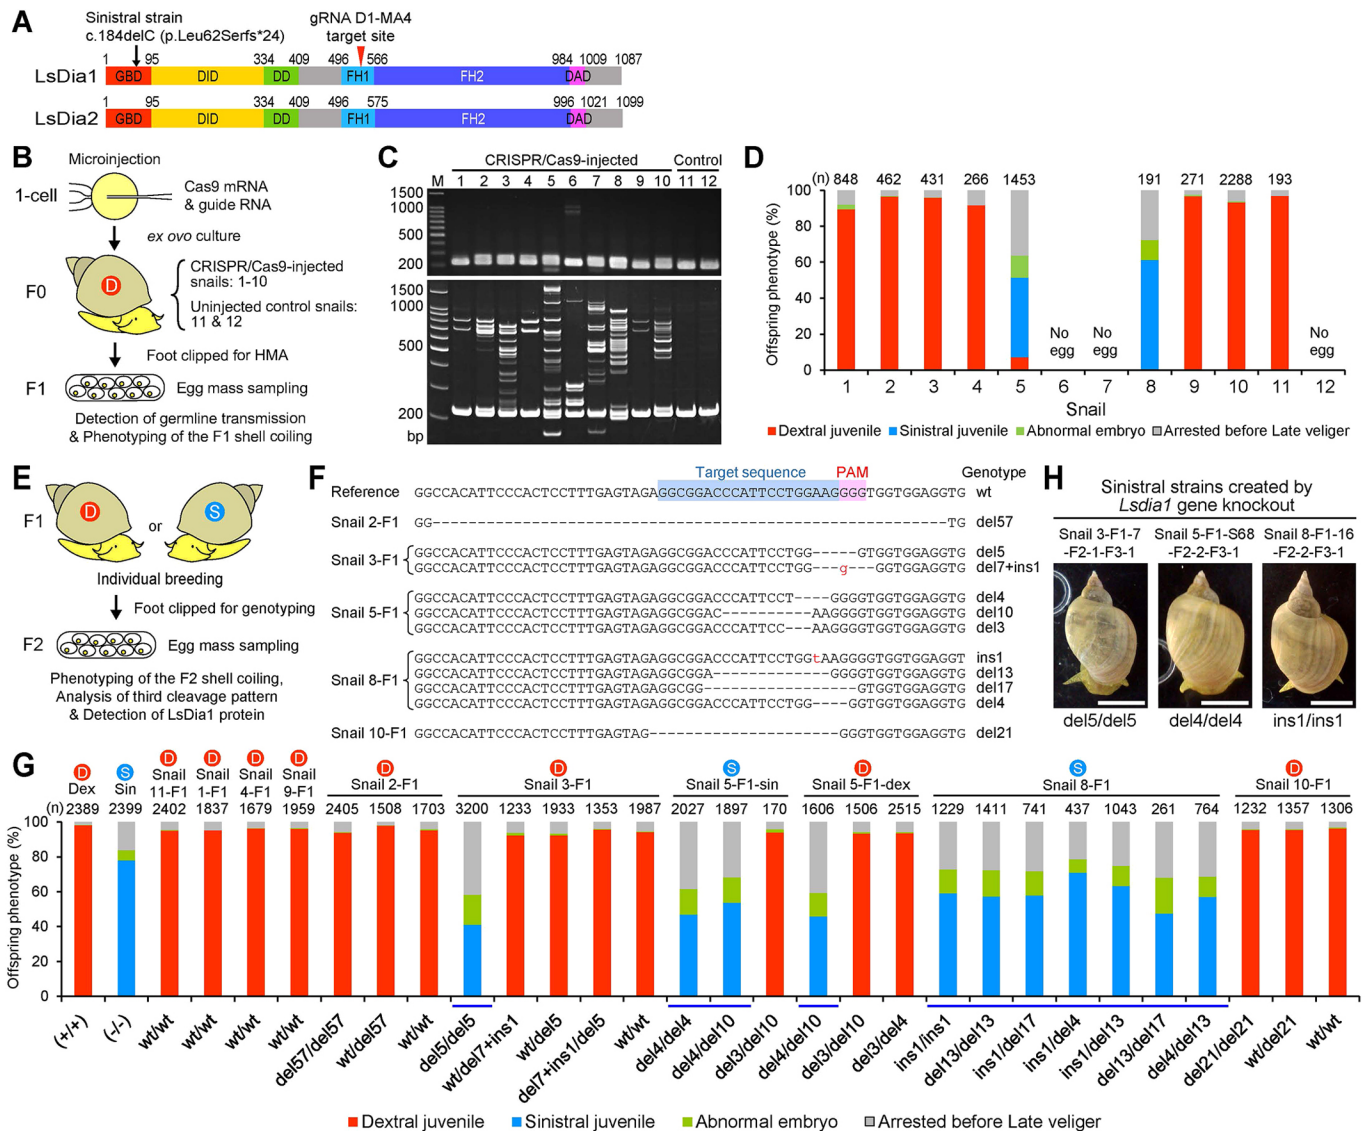 A
Sinistral strain
c.184delC (p.Leu62Serfs*24)
gRNA D1-MA4
target site
1 95 334 409 496 566 984 1009 1087
LsDia1 GBD DID DD FH1 FH2 DAD
1 95 334 409 496 575 996 1021 1099
LsDia2 GBD DID DD FH1 FH2 DAD
B
Microinjection
1-cell
Cas9 mRNA
& guide RNA
ex ovo culture
F0
D
CRISPR/Cas9-injected
snails: 1-10
Uninjected control snails:
11 & 12
Foot clipped for HMA
F1
Egg mass sampling
Detection of germline transmission
& Phenotyping of the F1 shell coiling
C
CRISPR/Cas9-injected Control
M 1 2 3 4 5 6 7 8 9 10 11 12
1500
1000
500
200
1500
1000
500
200
bp
D
(n) 848 462 431 266 1453 191 271 2288 193
Offspring phenotype (%)
100
80
60
40
20
0
No egg
No egg
No egg
1 2 3 4 5 6 7 8 9 10 11 12
Snail
Dextral juvenile Sinistral juvenile Abnormal embryo Arrested before Late veliger
E
F1
D or S
Individual breeding
Foot clipped for genotyping
F2
Egg mass sampling
Phenotyping of the F2 shell coiling,
Analysis of third cleavage pattern
& Detection of LsDia1 protein
F
Target sequence PAM Genotype
Reference GGCCACATTCCCACTCCTTTGAGTAGAGGCGGACCCATTCCTGGAAGGGGTGGTGGAGGTG wt
Snail 2-F1 GG---------------------------------------------------------TG del57
Snail 3-F1
GGCCACATTCCCACTCCTTTGAGTAGAGGCGGACCCATTCCTGG-----GTGGTGGAGGTG del5
GGCCACATTCCCACTCCTTTGAGTAGAGGCGGACCCATTCCTGG---g---GGTGGAGGTG del7+ins1
Snail 5-F1
GGCCACATTCCCACTCCTTTGAGTAGAGGCGGACCCATTCCT----GGGGTGGTGGAGGTG del4
GGCCACATTCCCACTCCTTTGAGTAGAGGCGGAC----------AAGGGGTGGTGGAGGTG del10
GGCCACATTCCCACTCCTTTGAGTAGAGGCGGACCCATTCC---AAGGGGTGGTGGAGGTG del3
Snail 8-F1
GGCCACATTCCCACTCCTTTGAGTAGAGGCGGACCCATTCCTGGtAAGGGGTGGTGGAGGT ins1
GGCCACATTCCCACTCCTTTGAGTAGAGGCGGA-------------GGGGTGGTGGAGGTG del13
GGCCACATTCCCACTCCTTTGAGTAGAGGCGG-----------------GTGGTGGAGGTG del17
GGCCACATTCCCACTCCTTTGAGTAGAGGCGGACCCATTCCTGG----GGTGGTGGAGGTG del4
Snail 10-F1 GGCCACATTCCCACTCCTTTGAGTAG---------------------GGGTGGTGGAGGTG del21
H
Sinistral strains created by
Lsdia1 gene knockout
Snail 3-F1-7
-F2-1-F3-1
Snail 5-F1-S68
-F2-2-F3-1
Snail 8-F1-16
-F2-2-F3-1
del5/del5 del4/del4 ins1/ins1
G
D S D D D D D D S D S D
Dex Sin Snail 11-F1 Snail 1-F1 Snail 4-F1 Snail 9-F1 Snail 2-F1 Snail 3-F1 Snail 5-F1-sin Snail 5-F1-dex Snail 8-F1 Snail 10-F1
(n) 2389 2399 2402 1837 1679 1959 2405 1508 1703 3200 1233 1933 1353 1987 2027 1897 170 1606 1506 2515 1229 1411 741 437 1043 261 764 1232 1357 1306
Offspring phenotype (%)
100
80
60
40
20
0
(+/+) (-/-) wt/wt wt/wt wt/wt wt/wt del57/del57 wt/del57 wt/wt del5/del5 wt/del7+ins1 wt/del5 del7+ins1/del5 wt/wt del4/del4 del4/del10 del3/del10 del4/del10 del3/del10 del3/del4 ins1/ins1 del13/del13 ins1/del17 ins1/del4 ins1/del13 del13/del17 del4/del13 del21/del21 wt/del21 wt/wt
Dextral juvenile Sinistral juvenile Abnormal embryo Arrested before Late veliger